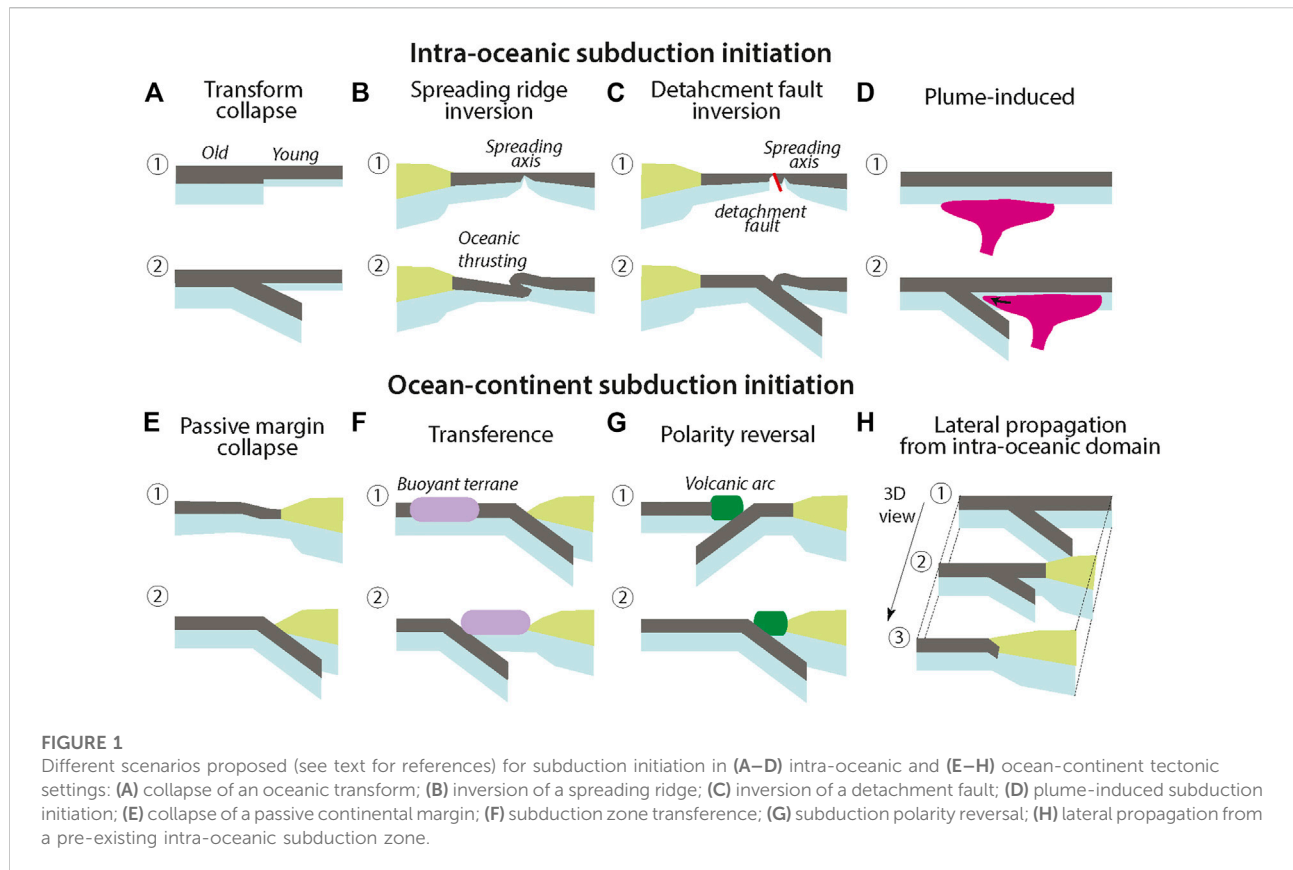 Intra-oceanic subduction initiation
A
Transform
collapse
B
Spreading ridge
inversion
C
Detahcment fault
inversion
D
Plume-induced
①
Old
Young
①
Spreading
axis
①
Spreading
axis
detachment
fault
①
②
②
Oceanic
thrusting
②
②
Ocean-continent subduction initiation
E
Passive margin
collapse
F
Transference
G
Polarity reversal
H
Lateral propagation
from intra-oceanic domain
①
①
Buoyant terrane
①
Volcanic arc
3D
view
①
②
③
②
②
②
FIGURE 1
Different scenarios proposed (see text for references) for subduction initiation in (A–D) intra-oceanic and (E–H) ocean-continent tectonic
settings: (A) collapse of an oceanic transform; (B) inversion of a spreading ridge; (C) inversion of a detachment fault; (D) plume-induced subduction
initiation; (E) collapse of a passive continental margin; (F) subduction zone transference; (G) subduction polarity reversal; (H) lateral propagation from
a pre-existing intra-oceanic subduction zone.